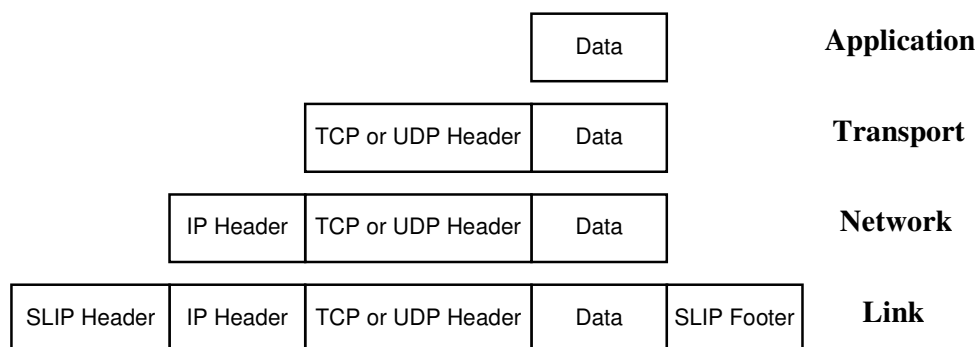 Data Application
TCP or UDP Header Data Transport
IP Header TCP or UDP Header Data Network
SLIP Header IP Header TCP or UDP Header Data SLIP Footer Link